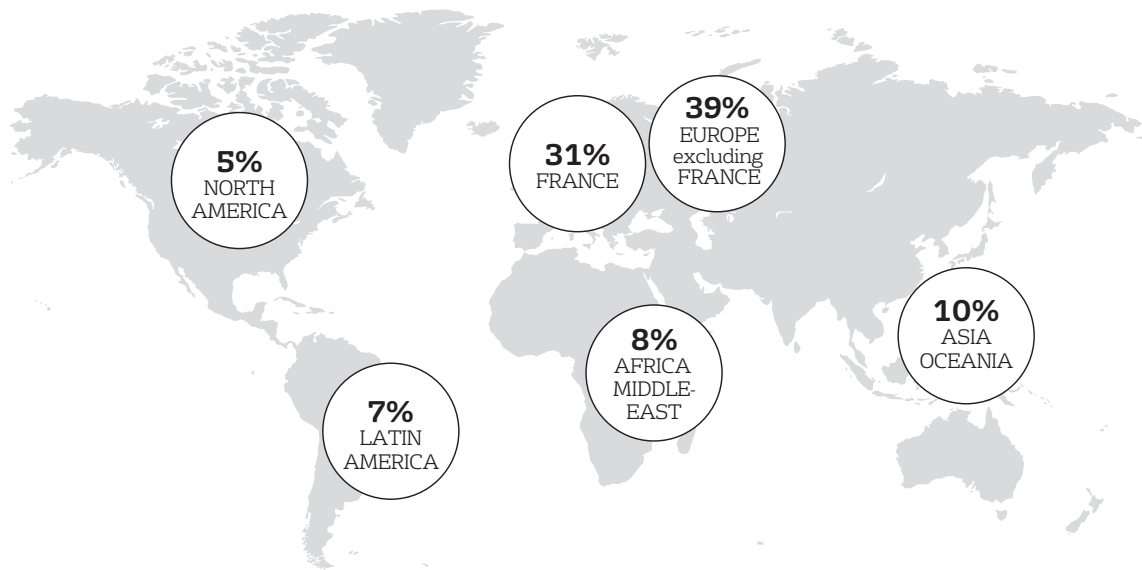 5%
NORTH
AMERICA
31%
FRANCE
39%
EUROPE
excluding
FRANCE
7%
LATIN
AMERICA
8%
AFRICA
MIDDLE-
EAST
10%
ASIA
OCEANIA